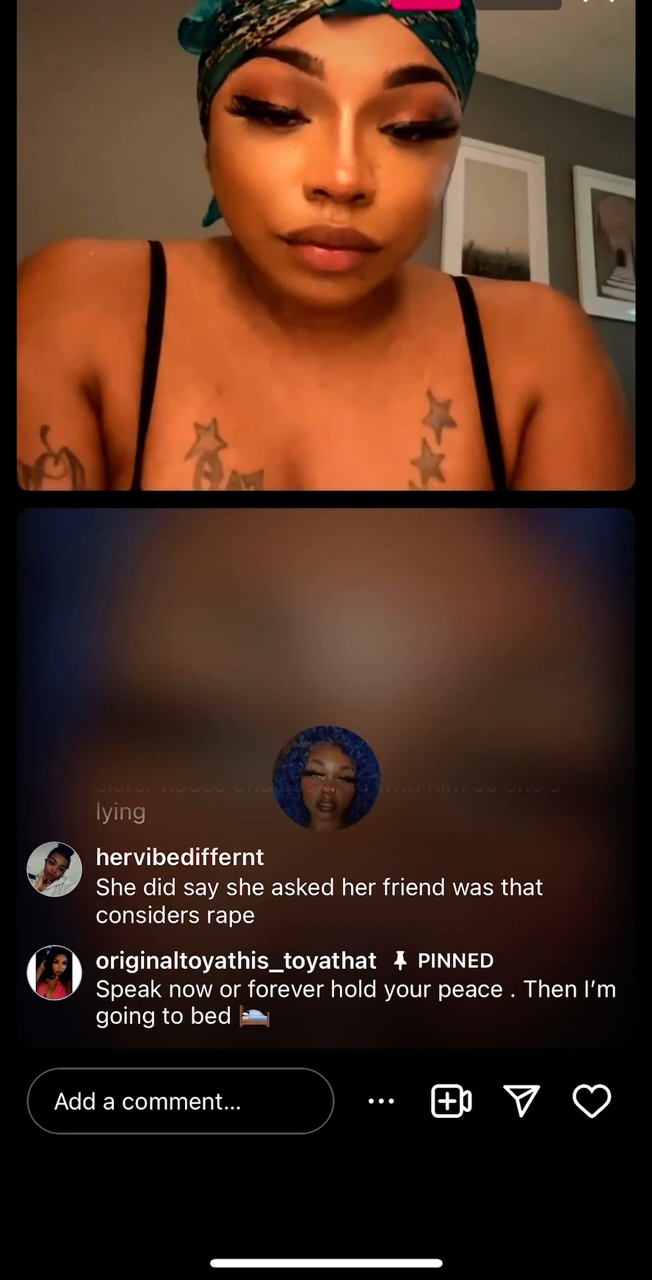 lying
hervibediffernt
She did say she asked her friend was that
considers rape
originaltoyathis_toyathat PINNED
Speak now or forever hold your peace . Then I’m
going to bed 🛌
Add a comment...